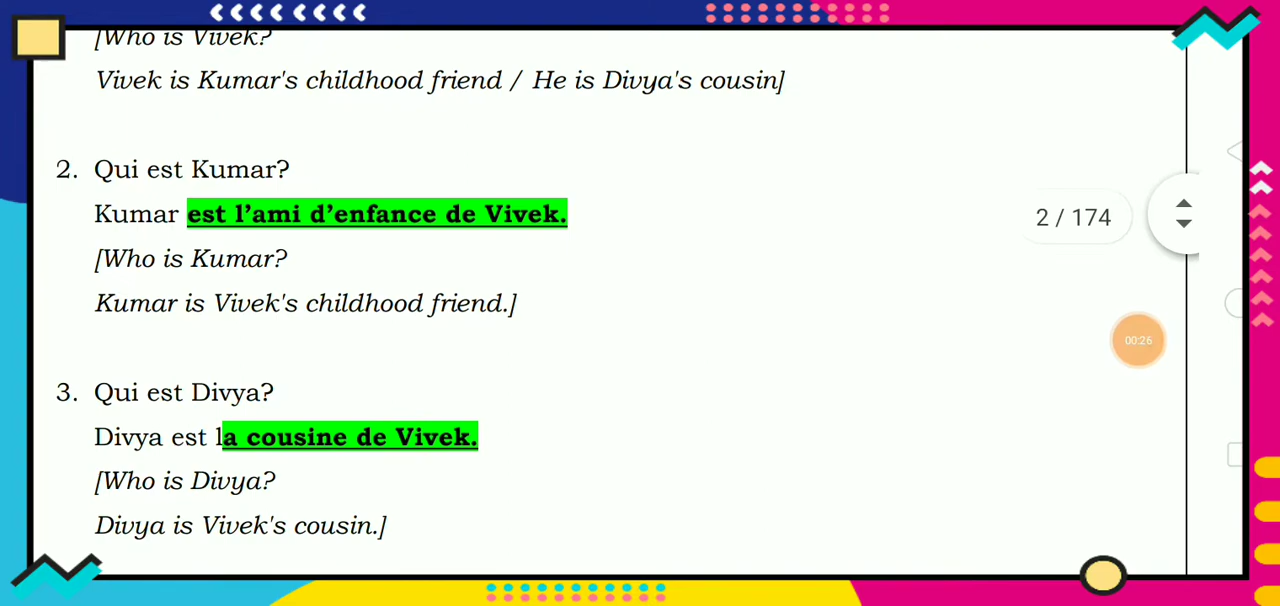 [Who is Vivek?
Vivek is Kumar's childhood friend / He is Divya's cousin]
2. Qui est Kumar?
Kumar est l’ami d’enfance de Vivek.
[Who is Kumar?
Kumar is Vivek's childhood friend.]
2 / 174
00:26
3. Qui est Divya?
Divya est la cousine de Vivek.
[Who is Divya?
Divya is Vivek's cousin.]